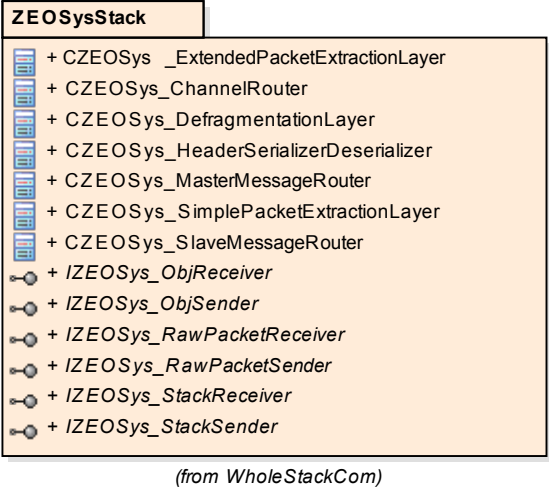 ZEOSysStack
+ CZEOSys _ExtendedPacketExtractionLayer
+ CZEOSys_ChannelRouter
+ CZEOSys_DefragmentationLayer
+ CZEOSys_HeaderSerializerDeserializer
+ CZEOSys_MasterMessageRouter
+ CZEOSys_SimplePacketExtractionLayer
+ CZEOSys_SlaveMessageRouter
+ IZEOSys_ObjReceiver
+ IZEOSys_ObjSender
+ IZEOSys_RawPacketReceiver
+ IZEOSys_RawPacketSender
+ IZEOSys_StackReceiver
+ IZEOSys_StackSender
(from WholeStackCom)